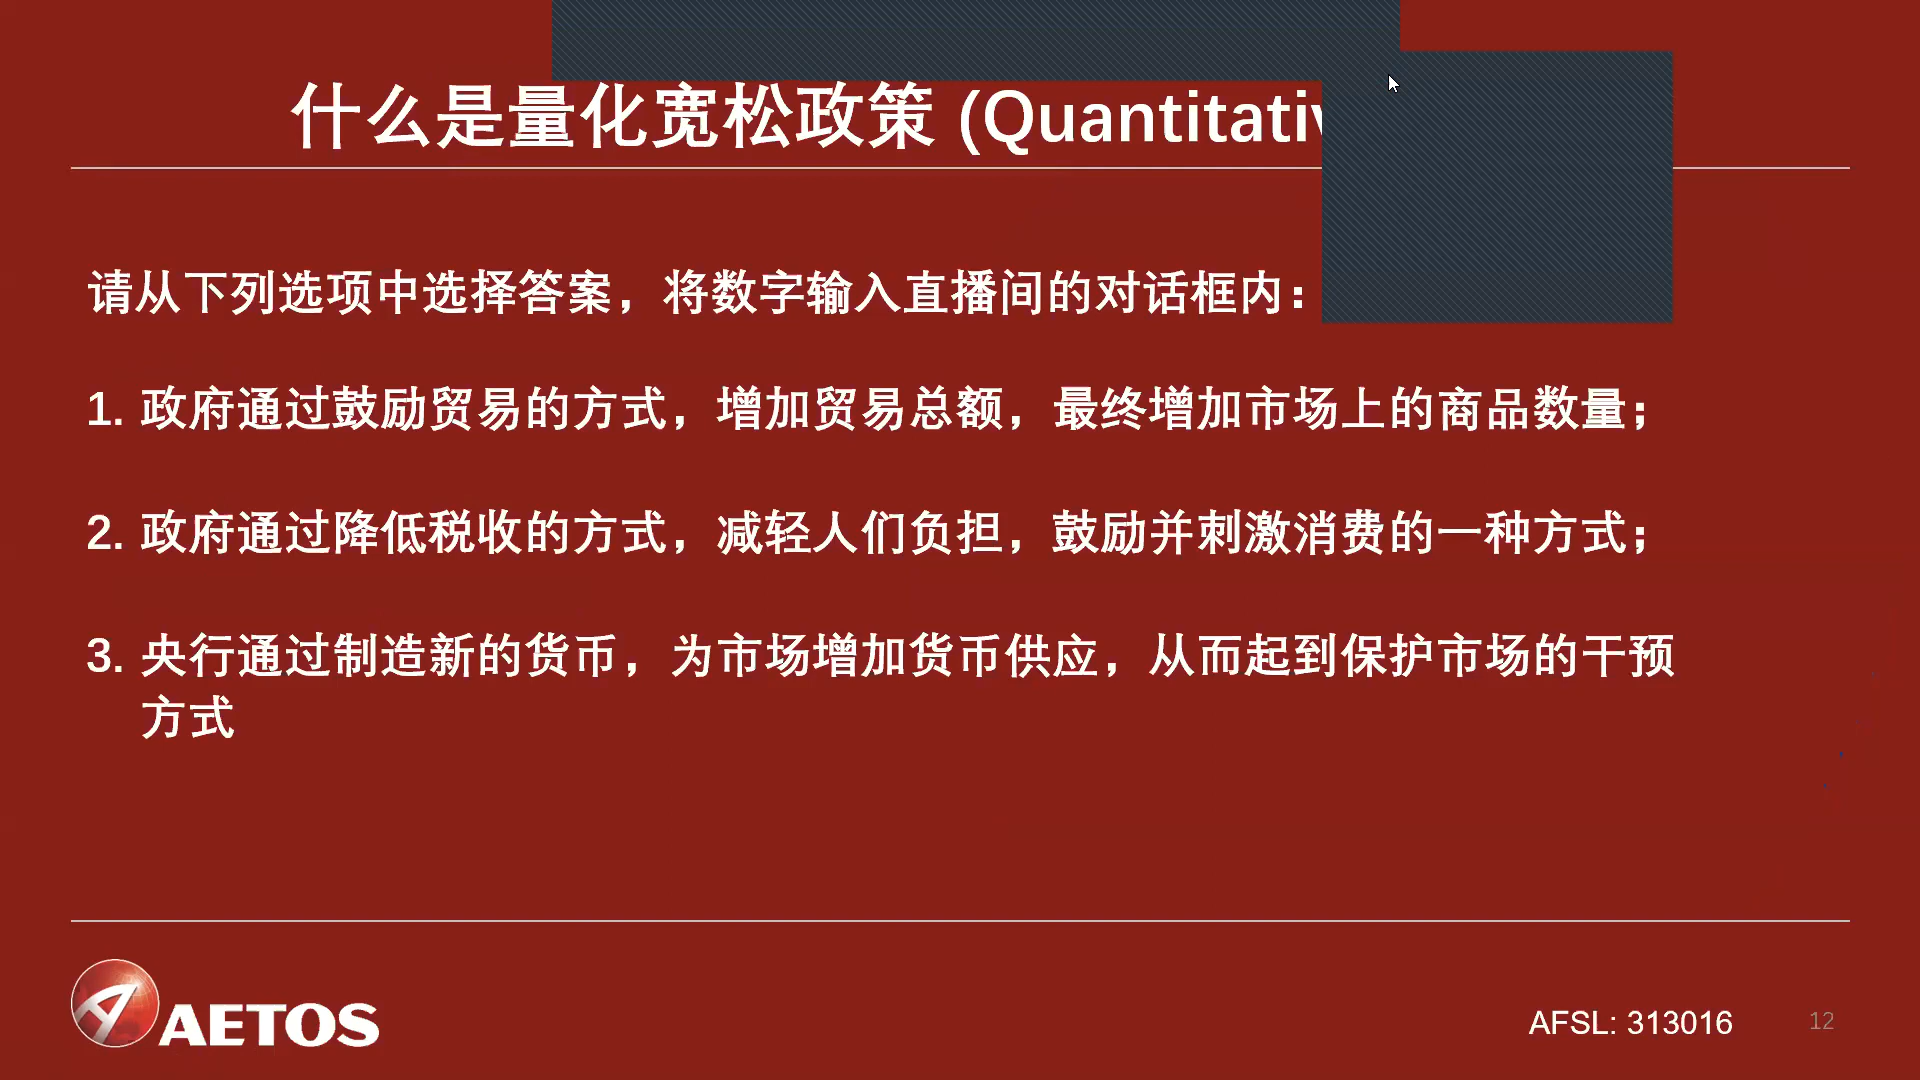 什么是量化宽松政策 (Quantitati
请从下列选项中选择答案，将数字输入直播间的对话框内：
1. 政府通过鼓励贸易的方式，增加贸易总额，最终增加市场上的商品数量；
2. 政府通过降低税收的方式，减轻人们负担，鼓励并刺激消费的一种方式；
3. 央行通过制造新的货币，为市场增加货币供应，从而起到保护市场的干预
方式
AETOS
AFSL: 313016
12